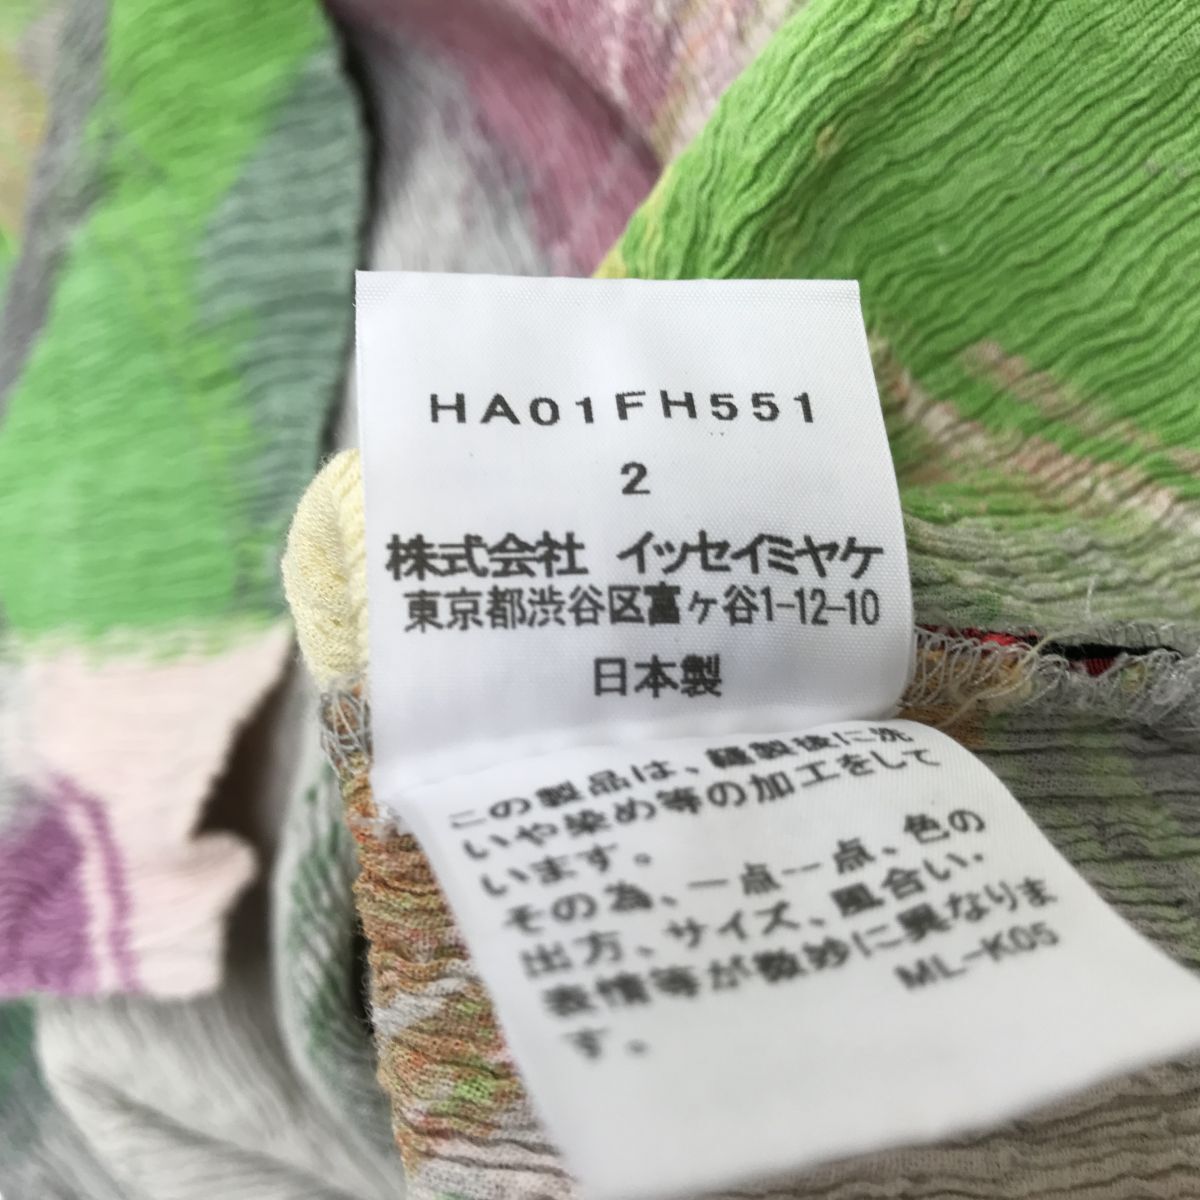 HA01FH551
2
株式会社　イッセイミヤケ
東京都渋谷区富ヶ谷1-12-10
日本製
この製品は、縫製後に洗
いや染め等の加工をして
います。
その為、一点一点、色の
出方、サイズ、風合い・
表情等が微妙に異なりま
す。
ML-K05